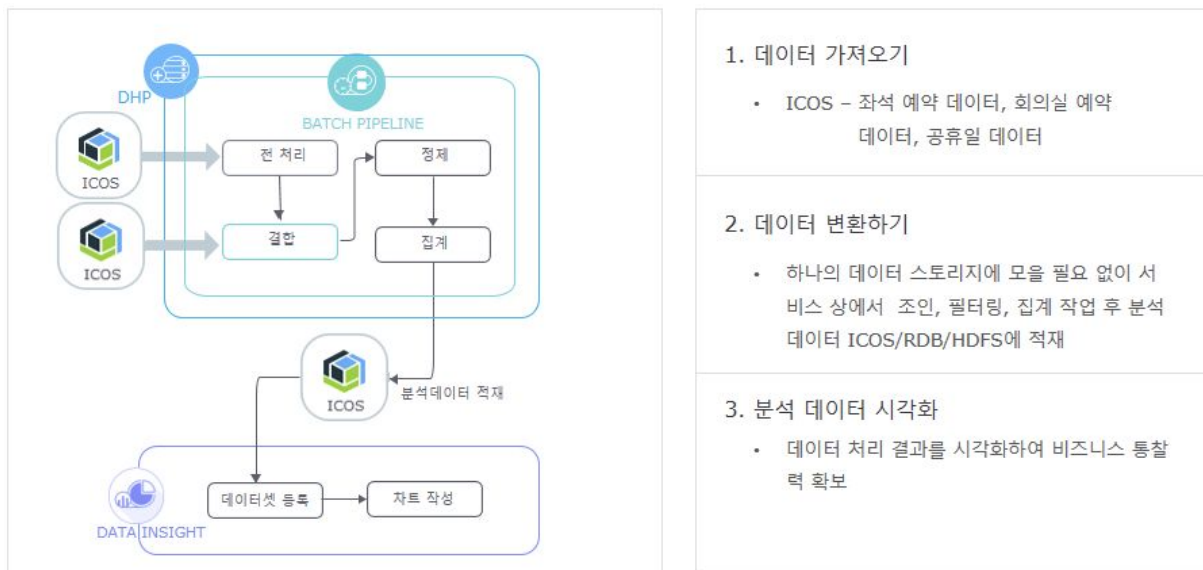 DHP
BATCH PIPELINE
ICOS
전 처리
정제
ICOS
결합
집계
ICOS
분석데이터 적재
데이터셋 등록
차트 작성
DATA INSIGHT
1. 데이터 가져오기
• ICOS – 좌석 예약 데이터, 회의실 예약
데이터, 공휴일 데이터
2. 데이터 변환하기
• 하나의 데이터 스토리지에 모을 필요 없이 서
비스 상에서 조인, 필터링, 집계 작업 후 분석
데이터 ICOS/RDB/HDFS에 적재
3. 분석 데이터 시각화
• 데이터 처리 결과를 시각화하여 비즈니스 통찰
력 확보